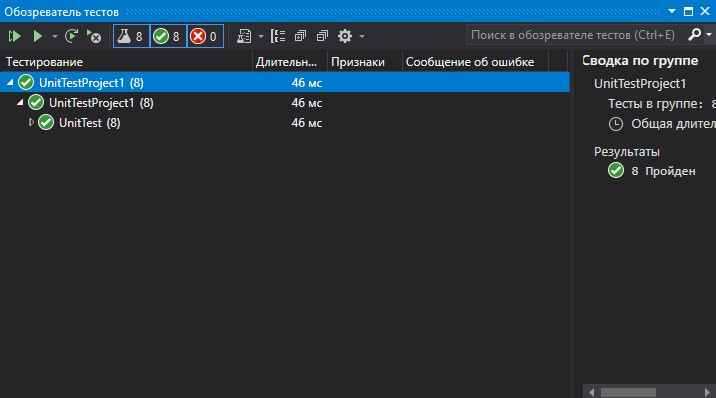 Обозреватель тестов
8 8 0 Поиск в обозревателе тестов (Ctrl+E)
Тестирование Длительн... Признаки Сообщение об ошибке
UnitTestProject1 (8) 46 мс
UnitTestProject1 (8) 46 мс
UnitTest (8) 46 мс
Сводка по группе
UnitTestProject1
Тесты в группе: 8
Общая длител
Результаты
8 Пройден